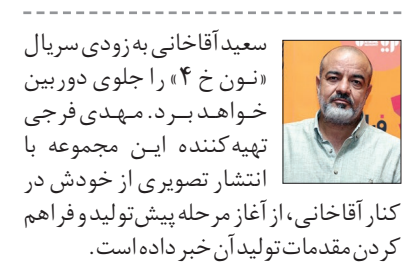 سعید آقاخانی به زودی سریال
«نون خ ۴» را جلوی دوربین
خواهد برد. مهدی فرجی
تهیه‌کننده این مجموعه با
انتشار تصویری از خودش در
کنار آقاخانی، از آغاز مرحله پیش‌تولید و فراهم
کردن مقدمات تولید آن خبر داده است.